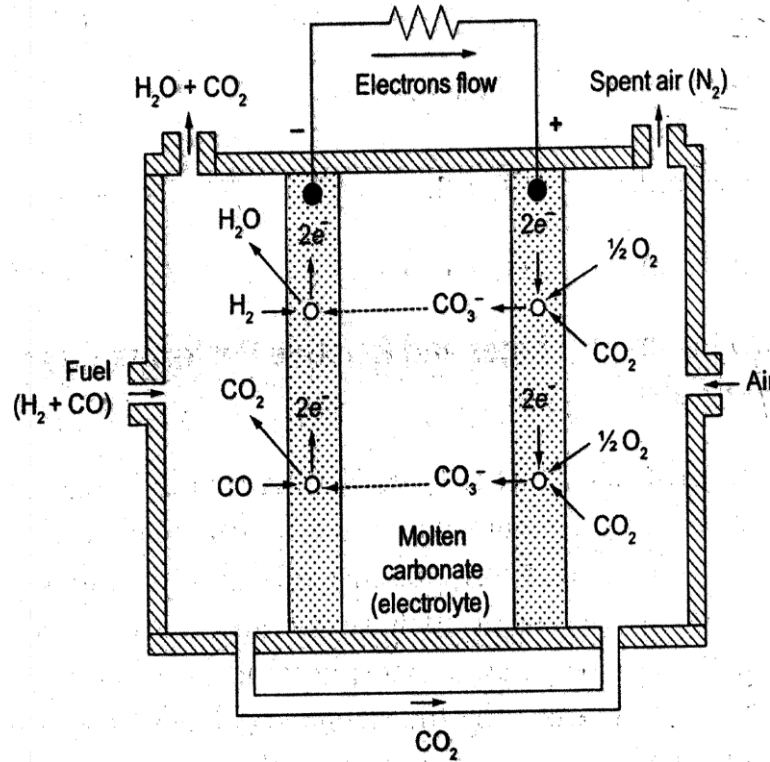 H₂O + CO₂
Electrons flow
Spent air (N₂)
−
+
H₂O
2e⁻
2e⁻
½ O₂
H₂
CO₃⁻
CO₂
Fuel
(H₂ + CO)
Air
CO₂
2e⁻
2e⁻
½ O₂
CO
CO₃⁻
CO₂
Molten
carbonate
(electrolyte)
CO₂